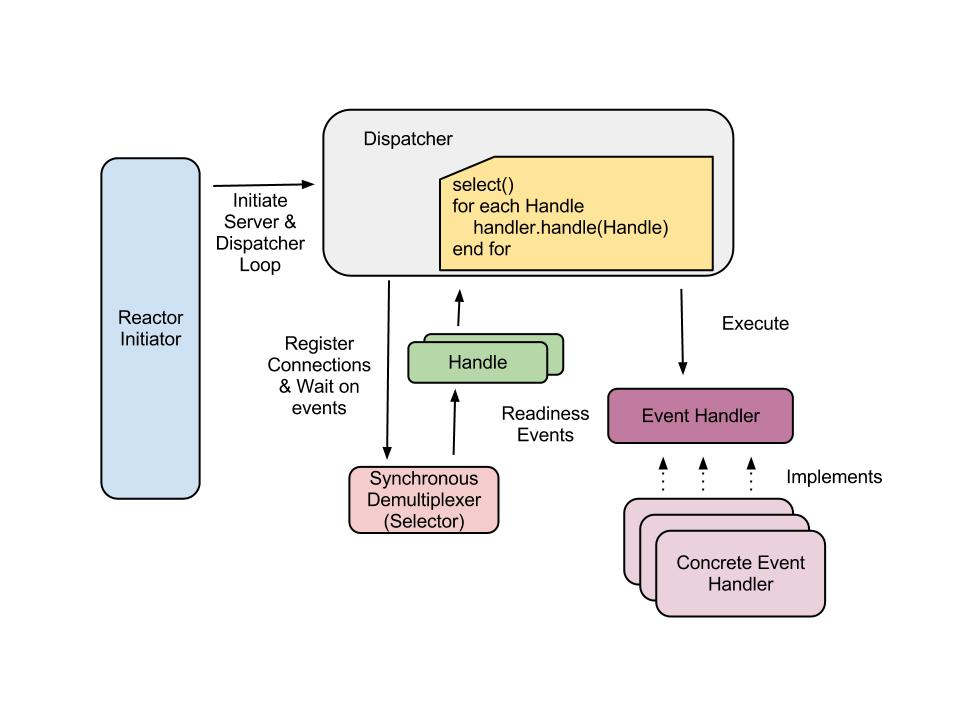 Dispatcher
select()
for each Handle
handler.handle(Handle)
end for
Initiate
Server &
Dispatcher
Loop
Reactor
Initiator
Register
Connections
& Wait on
events
Handle
Execute
Readiness
Events
Event Handler
Synchronous
Demultiplexer
(Selector)
Implements
Concrete Event
Handler